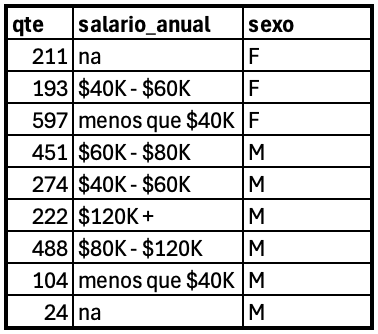 qte salario_anual sexo
211 na F
193 $40K - $60K F
597 menos que $40K F
451 $60K - $80K M
274 $40K - $60K M
222 $120K + M
488 $80K - $120K M
104 menos que $40K M
24 na M